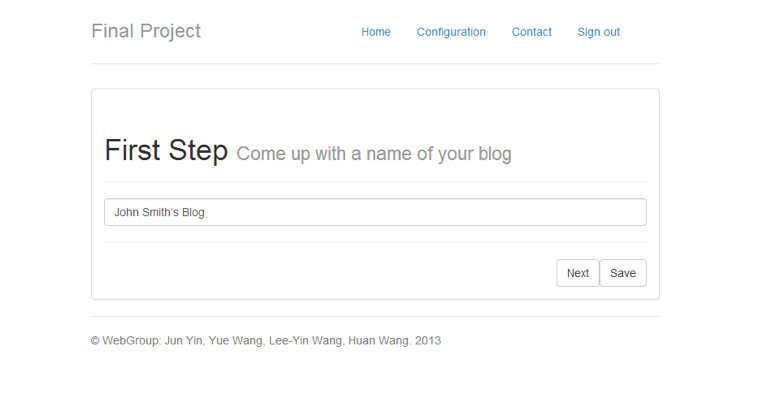 Final Project Home Configuration Contact Sign out
First Step Come up with a name of your blog
John Smith's Blog
Next Save
© WebGroup: Jun Yin, Yue Wang, Lee-Yin Wang, Huan Wang. 2013